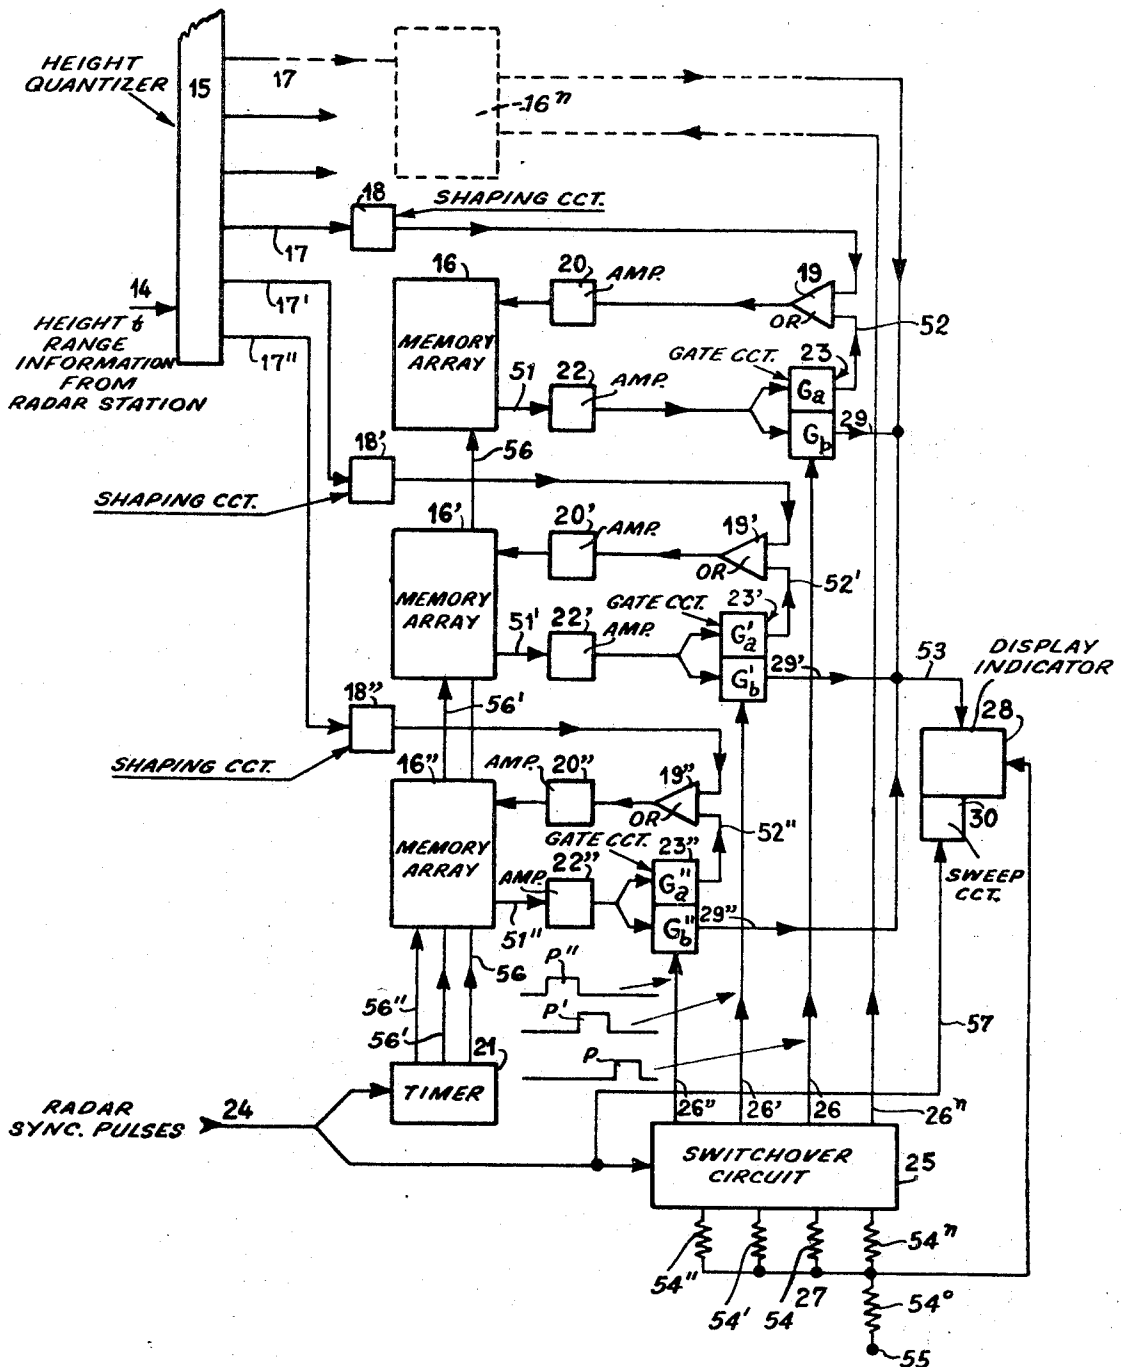 HEIGHT
QUANTIZER
15
17
16ⁿ
18
SHAPING CCT.
17
14
HEIGHT &
RANGE
INFORMATION
FROM
RADAR STATION
17'
17"
16
MEMORY
ARRAY
20
AMP.
19
OR
52
GATE CCT.
23
Ga
Gb
29
51
22
AMP.
56
18'
SHAPING CCT.
16'
MEMORY
ARRAY
20'
AMP.
19'
OR
52'
GATE CCT.
23'
G'a
G'b
29'
51'
22'
AMP.
53
DISPLAY
INDICATOR
28
30
SWEEP
CCT.
56'
18"
SHAPING CCT.
16"
MEMORY
ARRAY
AMP.
20"
19"
OR
52"
GATE CCT.
23"
G"a
G"b
29"
AMP.
22"
51"
56
56"
56'
P"
P'
P
57
21
TIMER
RADAR
SYNC. PULSES
24
26"
26'
26
26ⁿ
SWITCHOVER
CIRCUIT
25
54"
54'
54
27
54ⁿ
54°
55